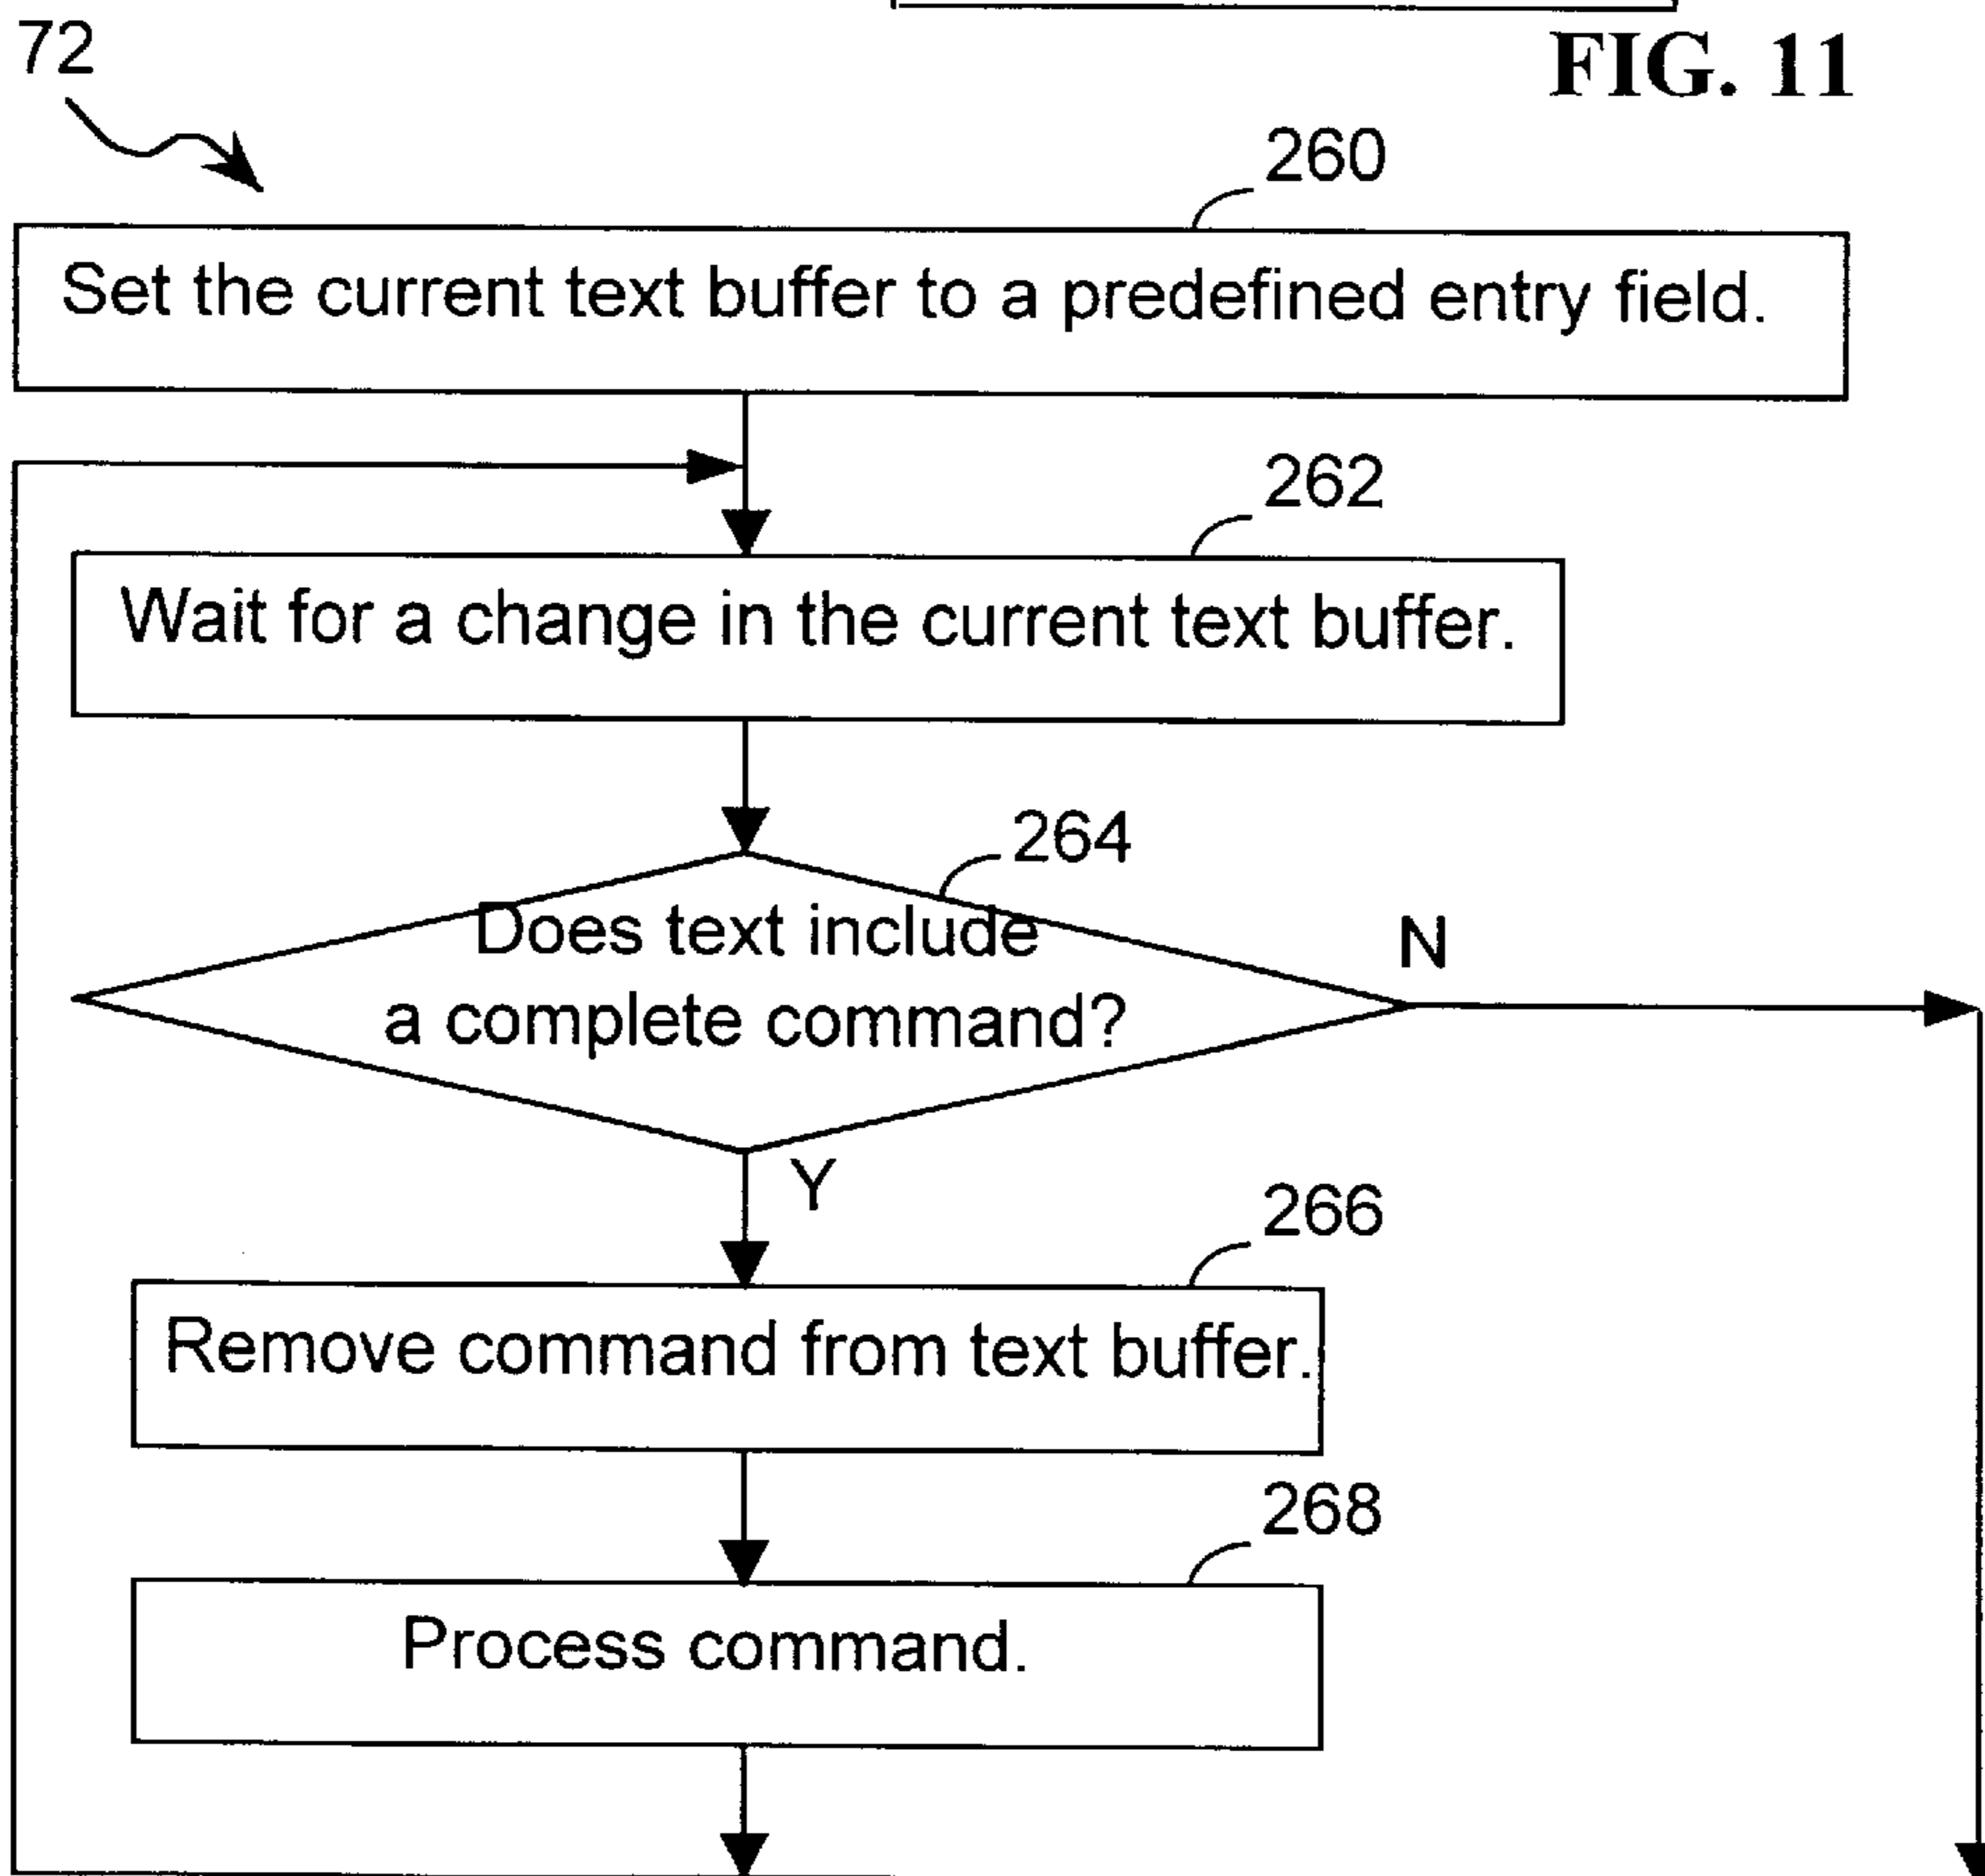 72
FIG. 11
260
Set the current text buffer to a predefined entry field.
262
Wait for a change in the current text buffer.
264
Does text include
a complete command?
N
Y
266
Remove command from text buffer.
268
Process command.